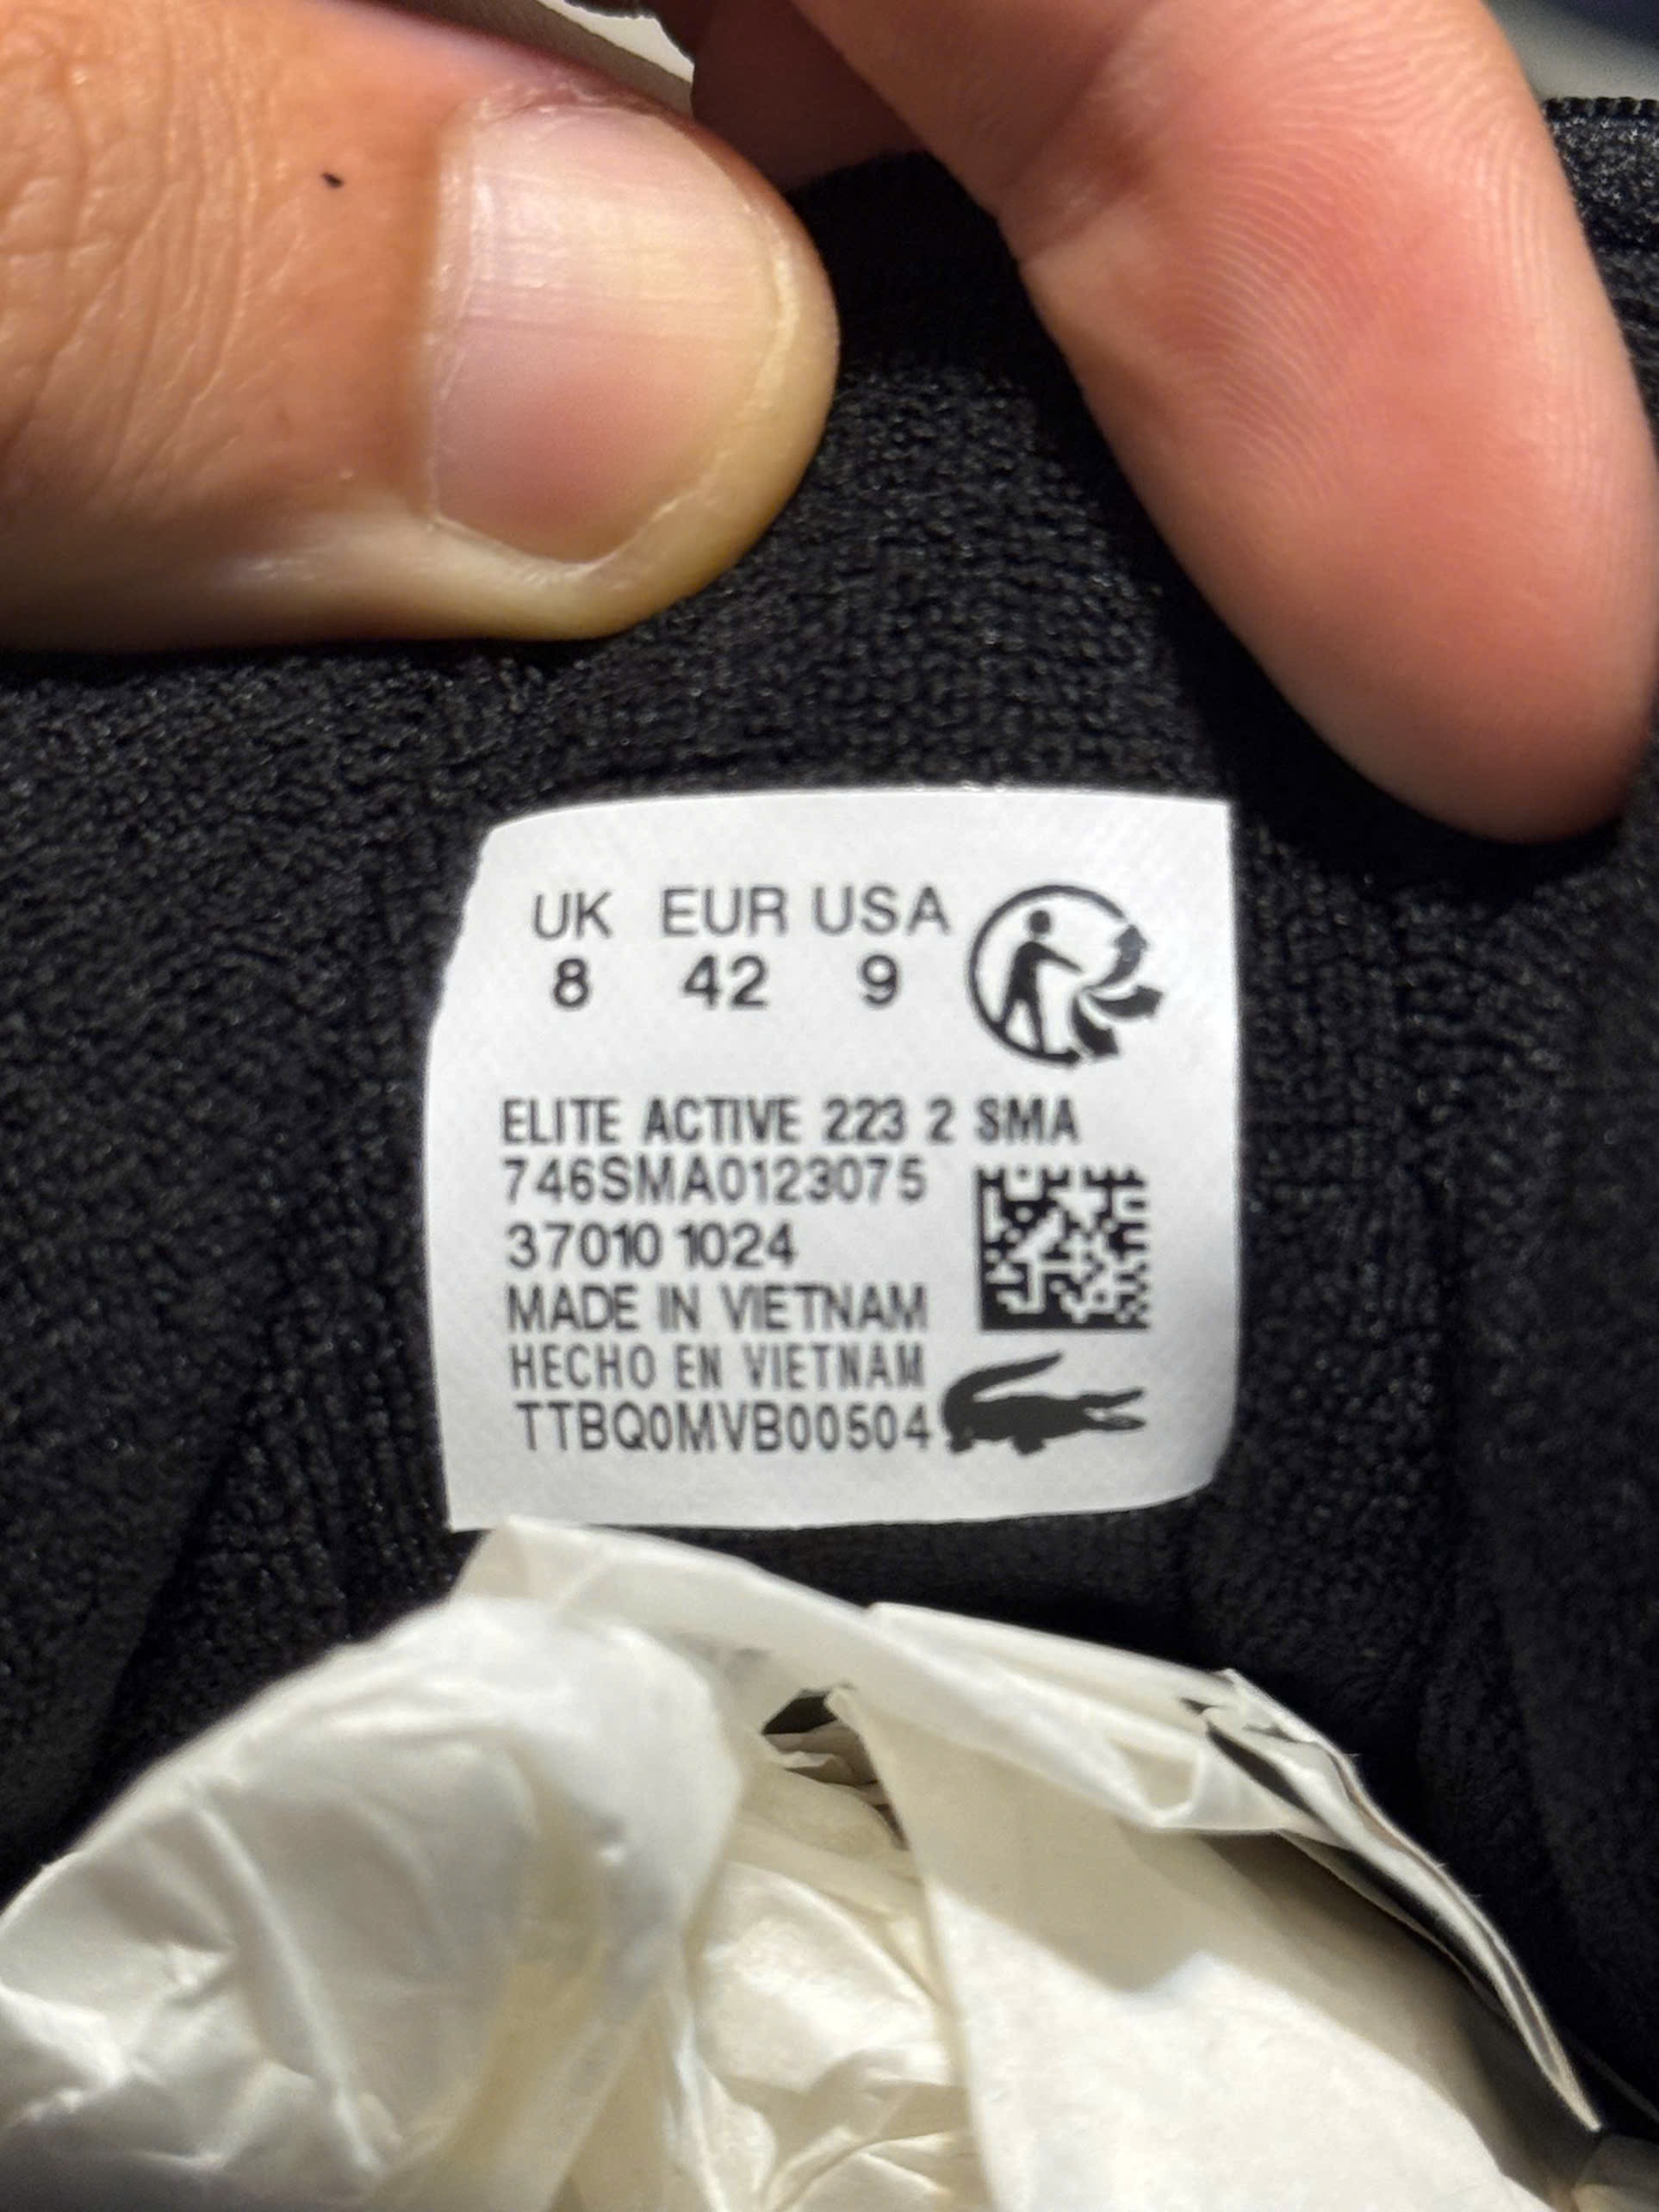 UK EUR USA
8 42 9
ELITE ACTIVE 223 2 SMA
746SMA0123075
37010 1024
MADE IN VIETNAM
HECHO EN VIETNAM
TTBQ0MVB00504